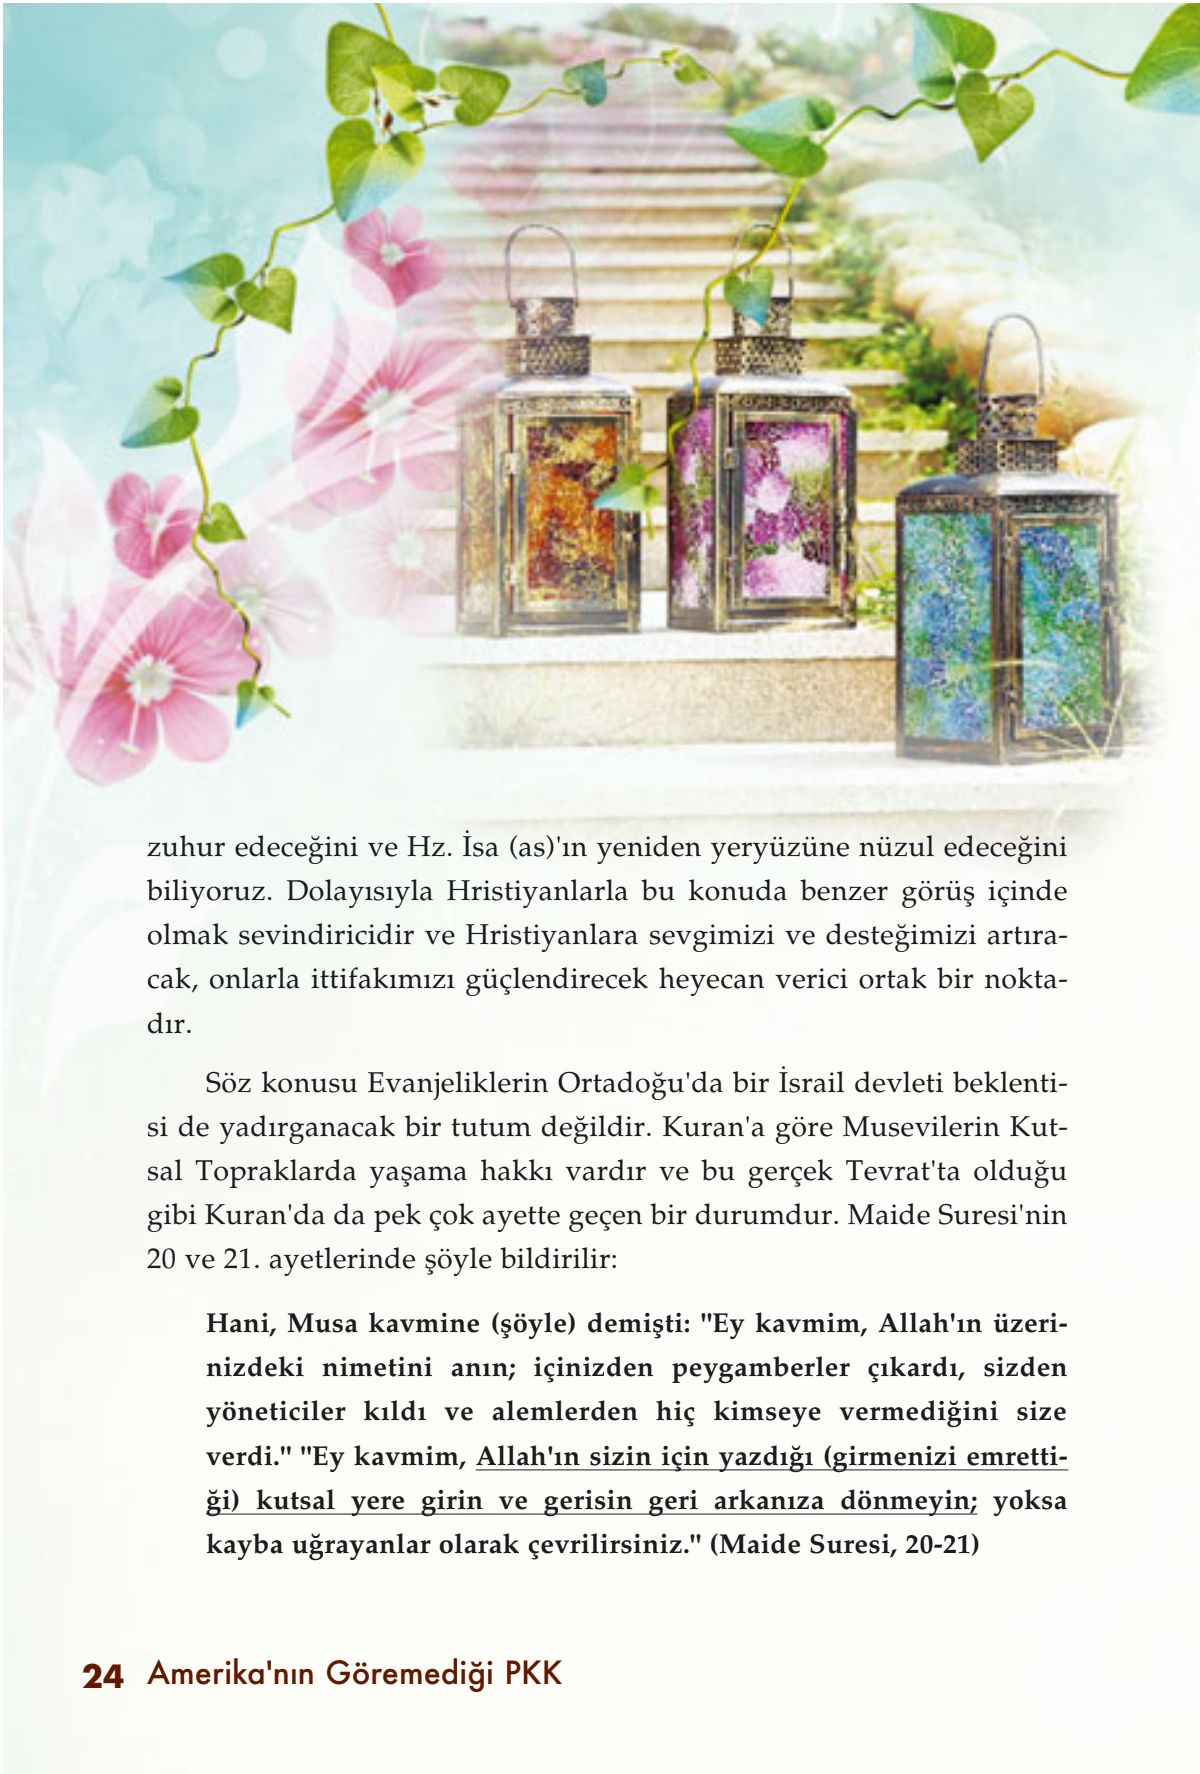 zuhur edeceğini ve Hz. İsa (as)'ın yeniden yeryüzüne nüzul edeceğini
biliyoruz. Dolayısıyla Hristiyanlarla bu konuda benzer görüş içinde
olmak sevindiricidir ve Hristiyanlara sevgimizi ve desteğimizi artıra-
cak, onlarla ittifakımızı güçlendirecek heyecan verici ortak bir nokta-
dır.
Söz konusu Evanjeliklerin Ortadoğu'da bir İsrail devleti beklenti-
si de yadırganacak bir tutum değildir. Kuran'a göre Musevilerin Kut-
sal Topraklarda yaşama hakkı vardır ve bu gerçek Tevrat'ta olduğu
gibi Kuran'da da pek çok ayette geçen bir durumdur. Maide Suresi'nin
20 ve 21. ayetlerinde şöyle bildirilir:
Hani, Musa kavmine (şöyle) demişti: "Ey kavmim, Allah'ın üzeri-
nizdeki nimetini anın; içinizden peygamberler çıkardı, sizden
yöneticiler kıldı ve alemlerden hiç kimseye vermediğini size
verdi." "Ey kavmim, Allah'ın sizin için yazdığı (girmenizi emretti-
ği) kutsal yere girin ve gerisin geri arkanıza dönmeyin; yoksa
kayba uğrayanlar olarak çevrilirsiniz." (Maide Suresi, 20-21)
24 Amerika'nın Göremediği PKK